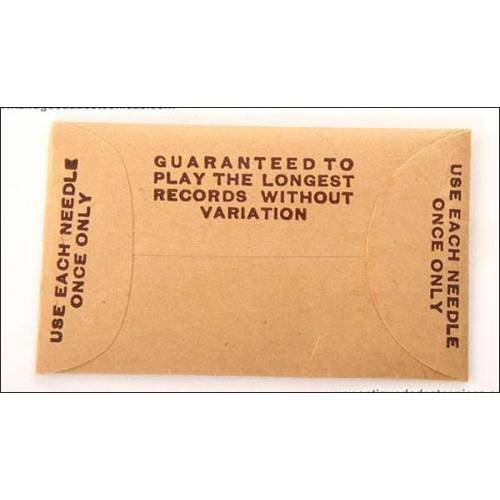 GUARANTEED TO
PLAY THE LONGEST
RECORDS WITHOUT
VARIATION
USE EACH NEEDLE
ONCE ONLY
USE EACH NEEDLE
ONCE ONLY